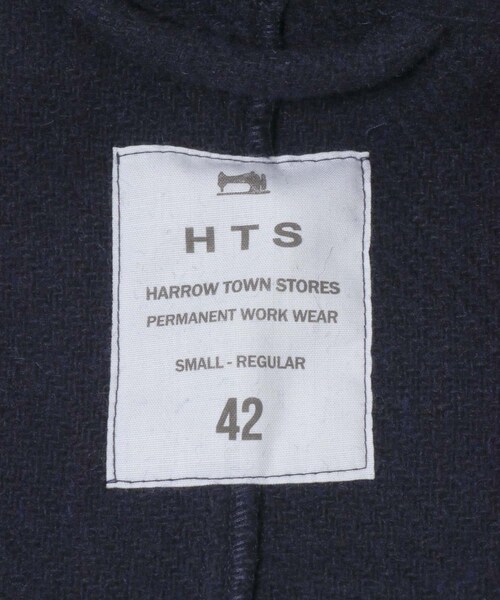 HTS
HARROW TOWN STORES
PERMANENT WORK WEAR
SMALL - REGULAR
42